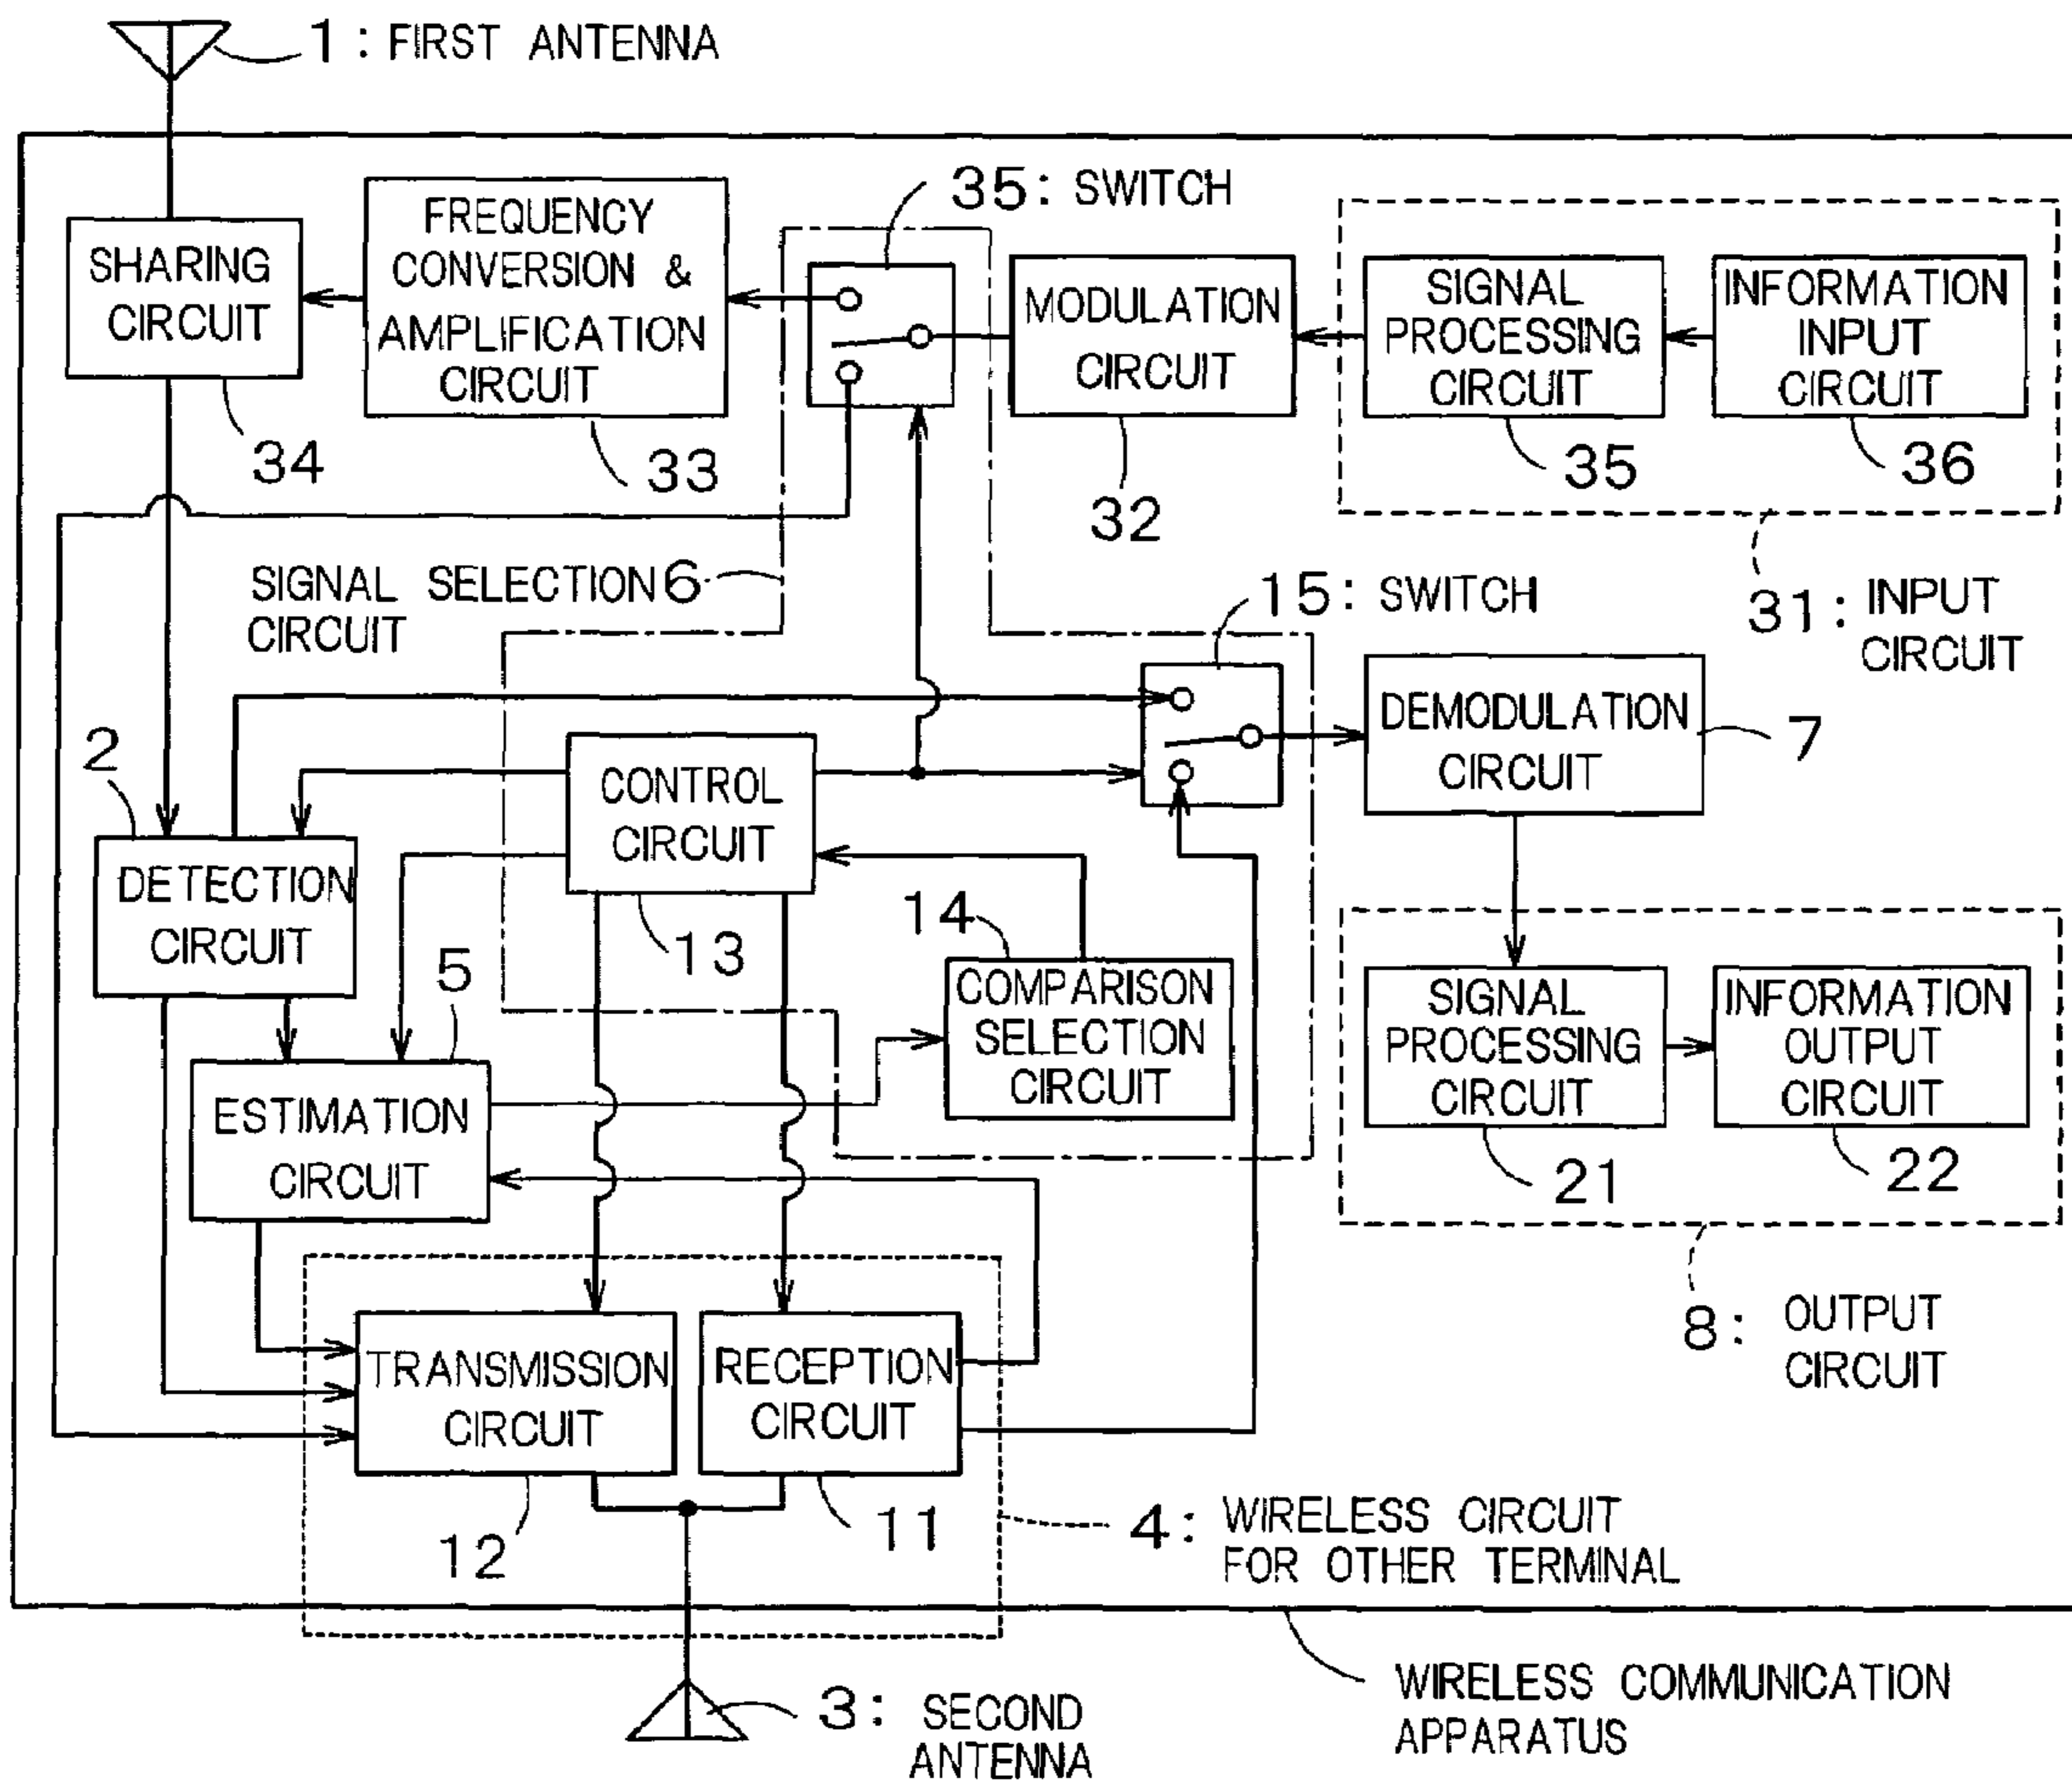 1: FIRST ANTENNA
35: SWITCH
SHARING
CIRCUIT
34
FREQUENCY
CONVERSION &
AMPLIFICATION
CIRCUIT
33
MODULATION
CIRCUIT
32
SIGNAL
PROCESSING
CIRCUIT
35
INFORMATION
INPUT
CIRCUIT
36
31: INPUT
CIRCUIT
SIGNAL SELECTION 6
CIRCUIT
15: SWITCH
DEMODULATION
CIRCUIT
7
2
DETECTION
CIRCUIT
CONTROL
CIRCUIT
13
14
COMPARISON
SELECTION
CIRCUIT
5
ESTIMATION
CIRCUIT
SIGNAL
PROCESSING
CIRCUIT
21
INFORMATION
OUTPUT
CIRCUIT
22
8: OUTPUT
CIRCUIT
TRANSMISSION
CIRCUIT
12
RECEPTION
CIRCUIT
11
4: WIRELESS CIRCUIT
FOR OTHER TERMINAL
3: SECOND
ANTENNA
WIRELESS COMMUNICATION
APPARATUS